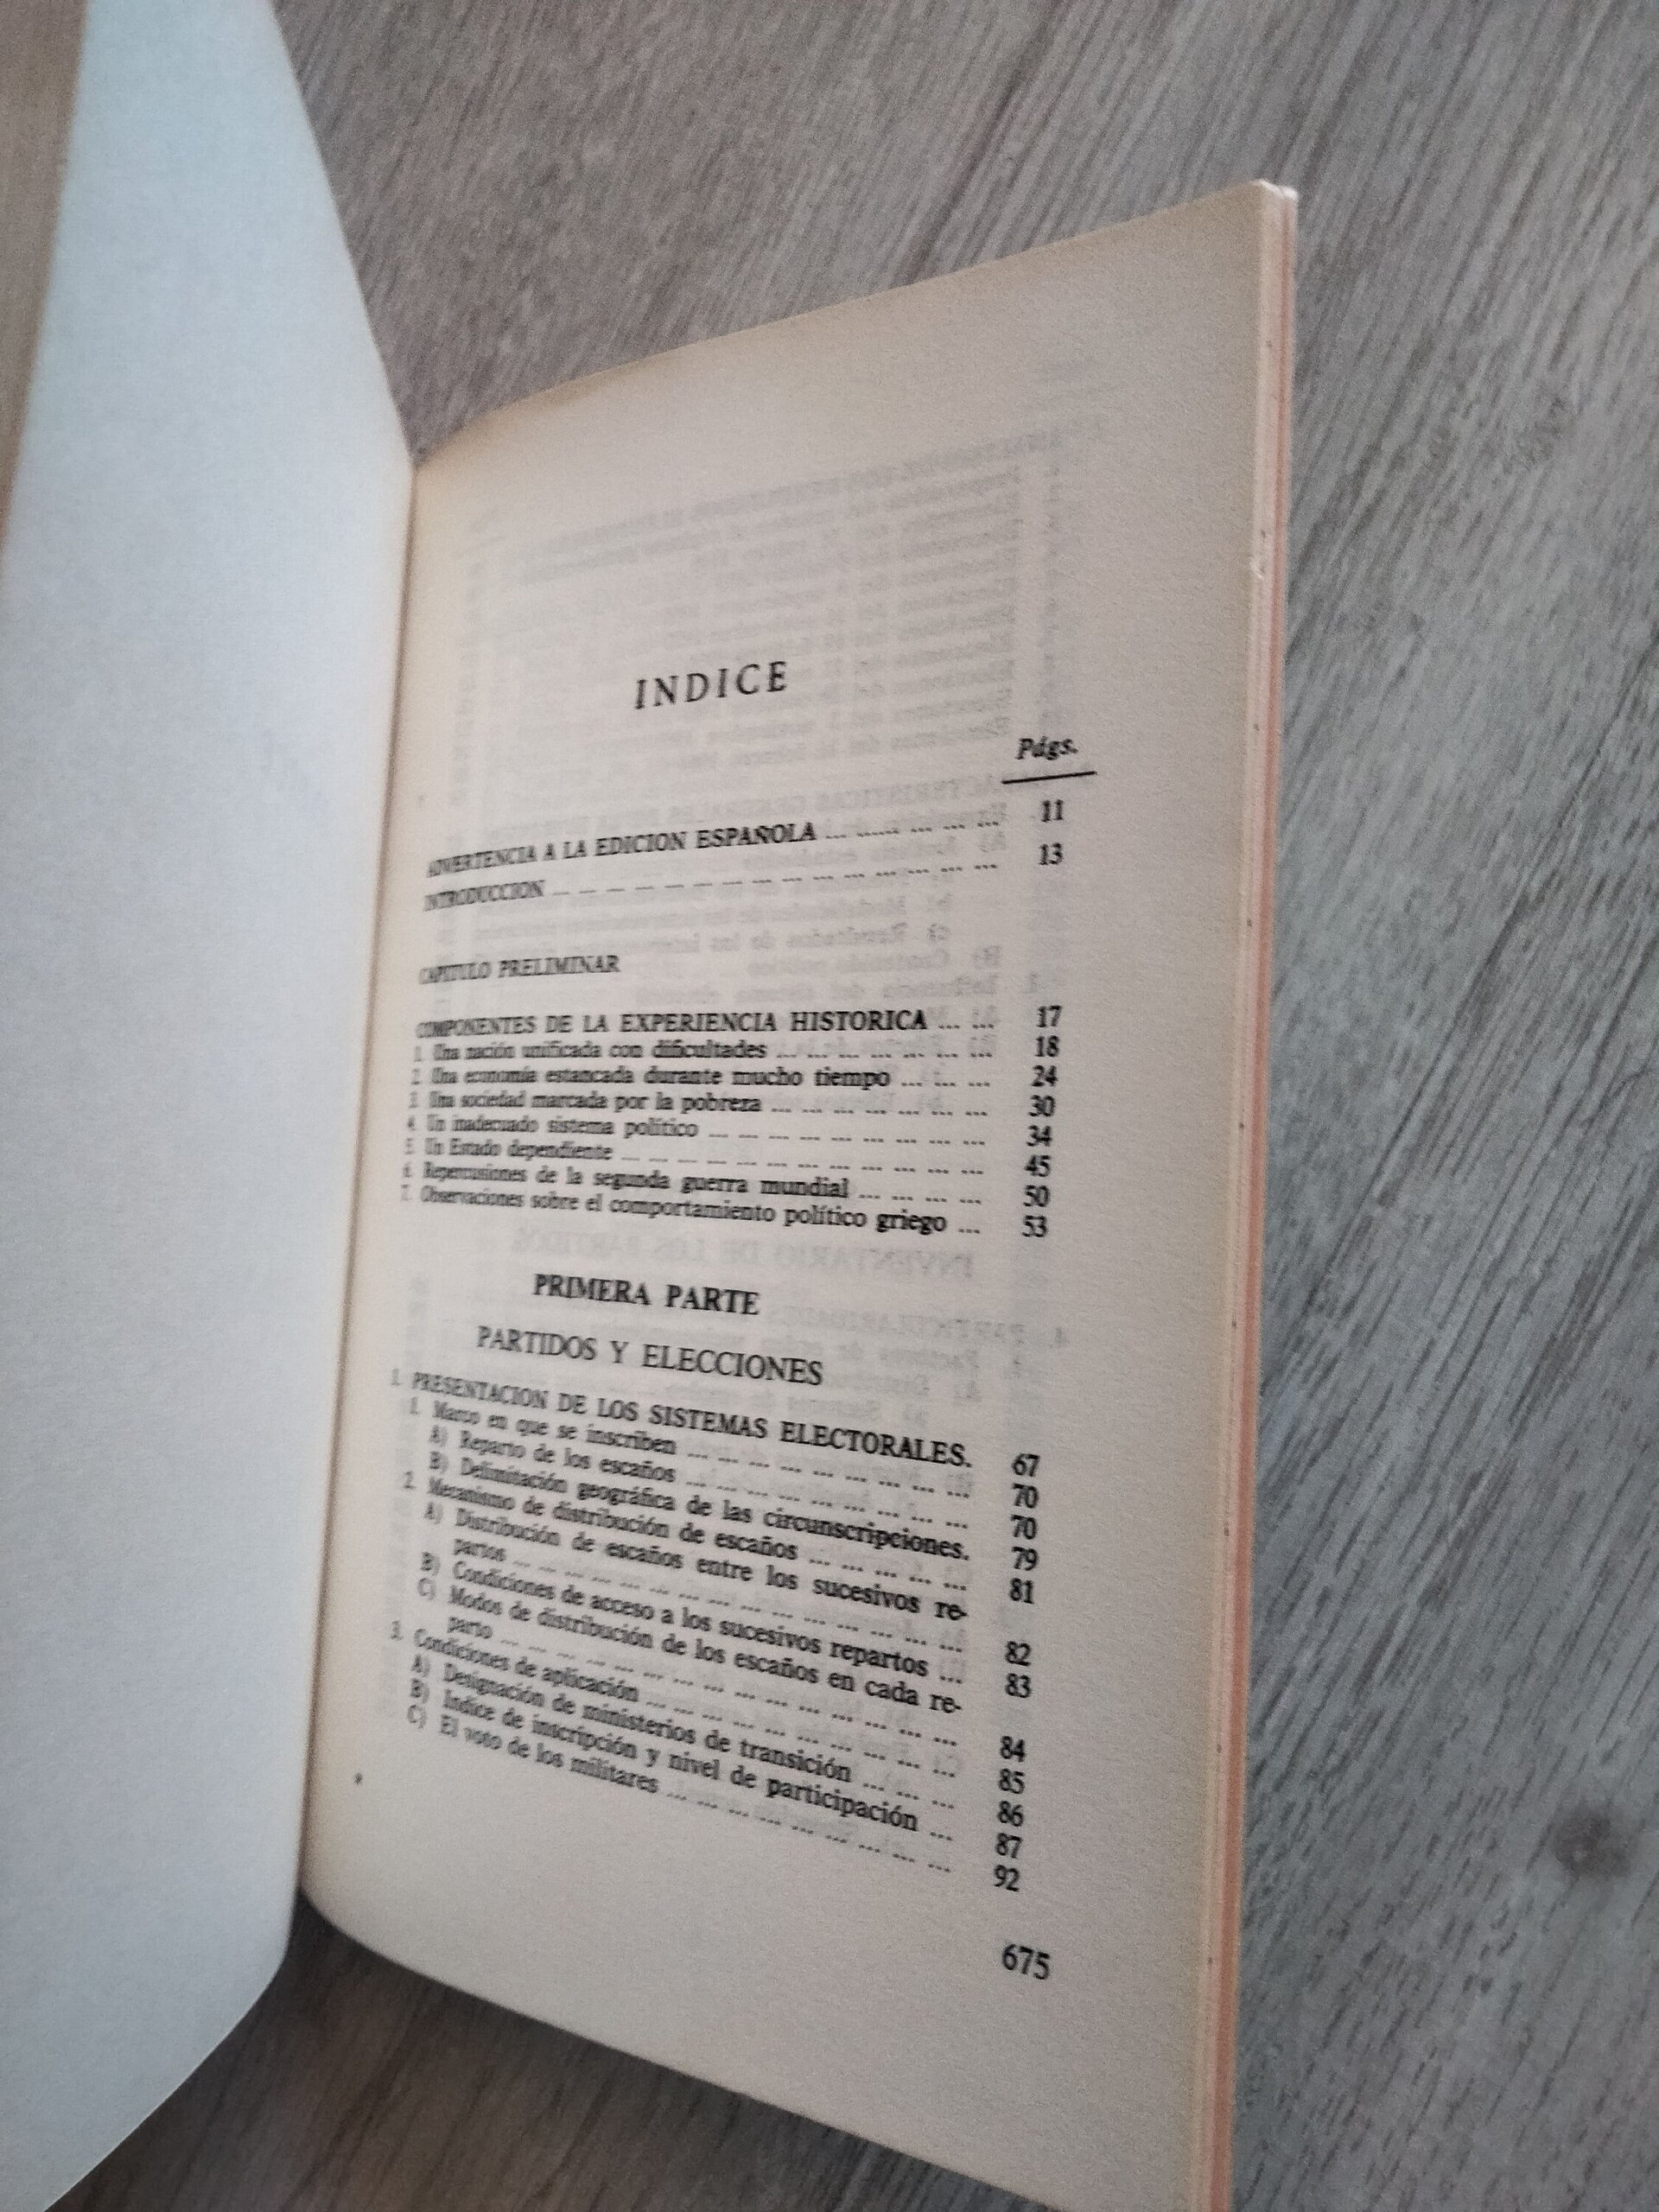 INDICE
Págs.
ADVERTENCIA A LA EDICION ESPAÑOLA ... ...... ... ... ... 11
INTRODUCCION ... ... ... ... ... ... ... ... ... ... ... ... ... ... ... 13
CAPITULO PRELIMINAR
COMPONENTES DE LA EXPERIENCIA HISTORICA ... ... 17
1. Una nación unificada con dificultades ... ... ... ... ... ... ... ... 18
2. Una economía estancada durante mucho tiempo ... ... ... 24
3. Una sociedad marcada por la pobreza ... ... ... ... ... ... ... ... 30
4. Un inadecuado sistema político ... ... ... ... ... ... ... ... ... ... 34
5. Un Estado dependiente ... ... ... ... ... ... ... ... ... ... ... ... ... 45
6. Repercusiones de la segunda guerra mundial ... ... ... ... ... 50
7. Observaciones sobre el comportamiento político griego ... 53
PRIMERA PARTE
PARTIDOS Y ELECCIONES
I. PRESENTACION DE LOS SISTEMAS ELECTORALES. 67
1. Marco en que se inscriben ... ... ... ... ... ... ... ... ... ... 70
A) Reparto de los escaños ... ... ... ... ... ... ... ... ... ... 70
B) Delimitación geográfica de las circunscripciones. 79
2. Mecanismo de distribución de escaños ... ... ... ... ... ... 81
A) Distribución de escaños entre los sucesivos re-
partos ... ... ... ... ... ... ... ... ... ... ... ... ... ... ... 82
B) Condiciones de acceso a los sucesivos repartos ... 83
C) Modos de distribución de los escaños en cada re-
parto ... ... ... ... ... ... ... ... ... ... ... ... ... ... ... 84
3. Condiciones de aplicación ... ... ... ... ... ... ... ... ... ... ... 85
A) Designación de ministerios de transición ... ... ... ... 86
B) Indice de inscripción y nivel de participación ... 87
C) El voto de los militares ... ... ... ... ... ... ... ... ... ... 92
675